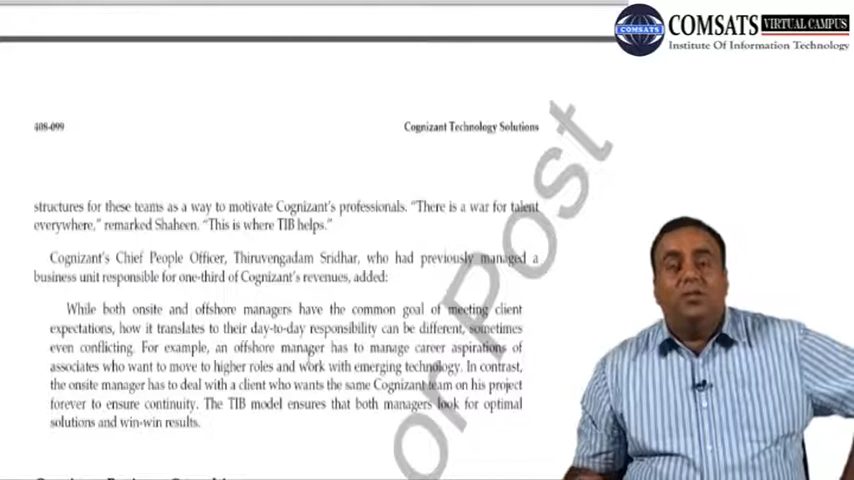 COMSATS VIRTUAL CAMPUS
Institute Of Information Technology
COMSATS
408-099
Cognizant Technology Solutions
structures for these teams as a way to motivate Cognizant's professionals. "There is a war for talent
everywhere," remarked Shaheen. "This is where TIB helps."
Cognizant's Chief People Officer, Thiruvengadam Sridhar, who had previously managed a
business unit responsible for one-third of Cognizant's revenues, added:
While both onsite and offshore managers have the common goal of meeting client
expectations, how it translates to their day-to-day responsibility can be different, sometimes
even conflicting. For example, an offshore manager has to manage career aspirations of
associates who want to move to higher roles and work with emerging technology. In contrast,
the onsite manager has to deal with a client who wants the same Cognizant team on his project
forever to ensure continuity. The TIB model ensures that both managers look for optimal
solutions and win-win results.
or Post